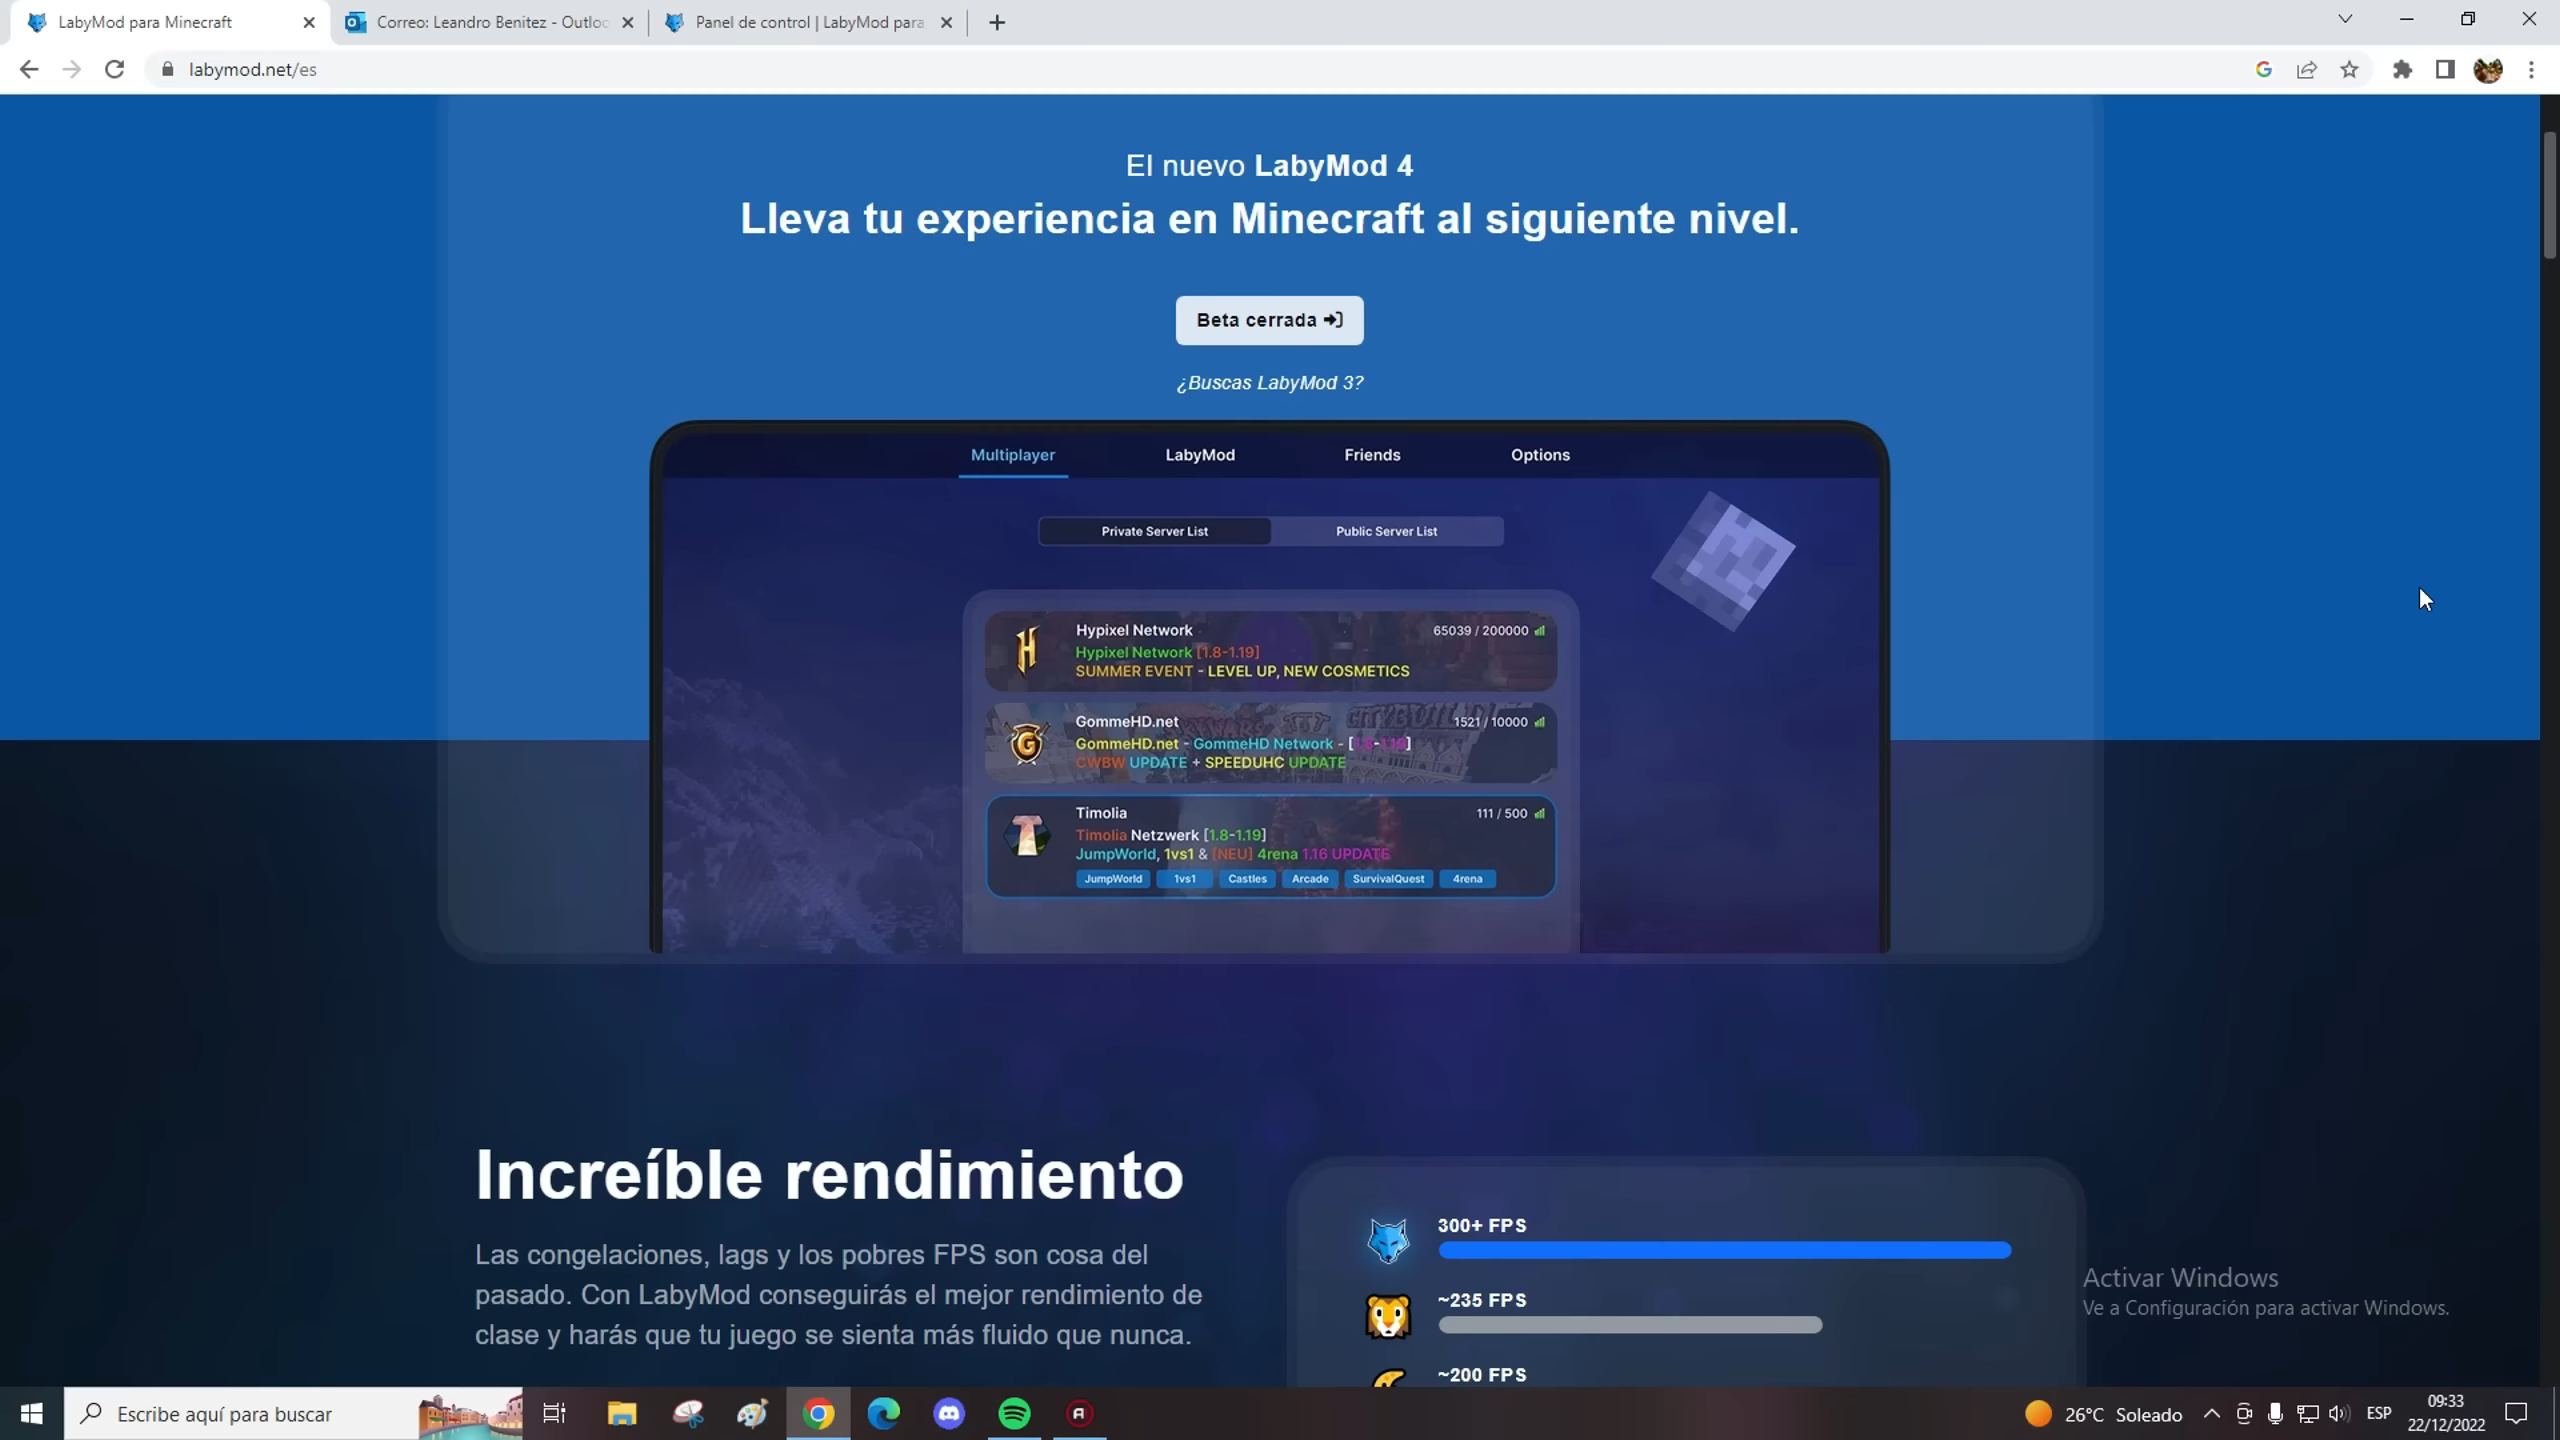 LabyMod para Minecraft
Correo: Leandro Benitez - Outloo
Panel de control | LabyMod para
labymod.net/es
El nuevo LabyMod 4
Lleva tu experiencia en Minecraft al siguiente nivel.
Beta cerrada
¿Buscas LabyMod 3?
Multiplayer LabyMod Friends Options
Private Server List Public Server List
Hypixel Network 65039 / 200000
Hypixel Network [1.8-1.19]
SUMMER EVENT - LEVEL UP, NEW COSMETICS
GommeHD.net 1521 / 10000
GommeHD.net - GommeHD Network - [1.8-1.19]
CWBW UPDATE + SPEEDUHC UPDATE
Timolia 111 / 500
Timolia Netzwerk [1.8-1.19]
JumpWorld, 1vs1 & [NEU] 4rena 1.16 UPDATE
JumpWorld 1vs1 Castles Arcade SurvivalQuest 4rena
Increíble rendimiento
Las congelaciones, lags y los pobres FPS son cosa del
pasado. Con LabyMod conseguirás el mejor rendimiento de
clase y harás que tu juego se sienta más fluido que nunca.
300+ FPS
~235 FPS
~200 FPS
Activar Windows
Ve a Configuración para activar Windows.
Escribe aquí para buscar
26°C Soleado
ESP
09:33
22/12/2022